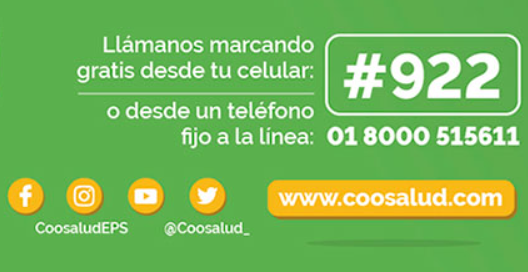 Llámanos marcando
gratis desde tu celular:
#922
o desde un teléfono
fijo a la línea: 01 8000 515611
CoosaludEPS
@Coosalud_
www.coosalud.com